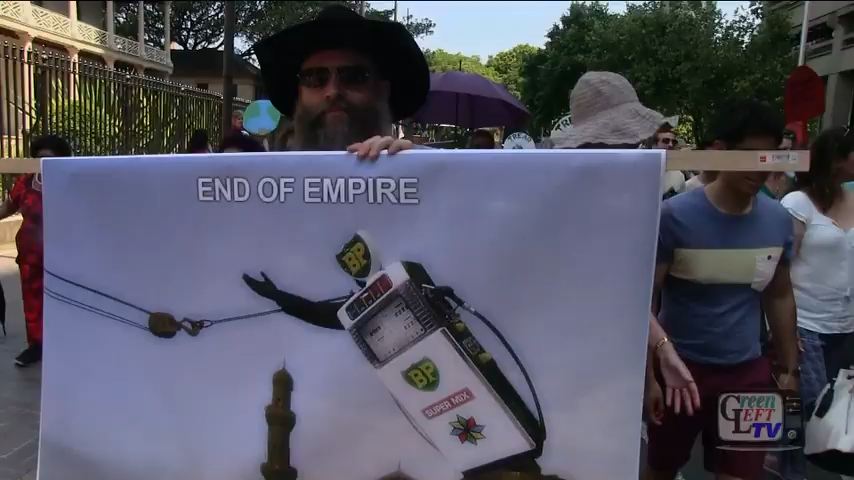 END OF EMPIRE
BP
BP
SUPER MIX
Green
LEFT
TV